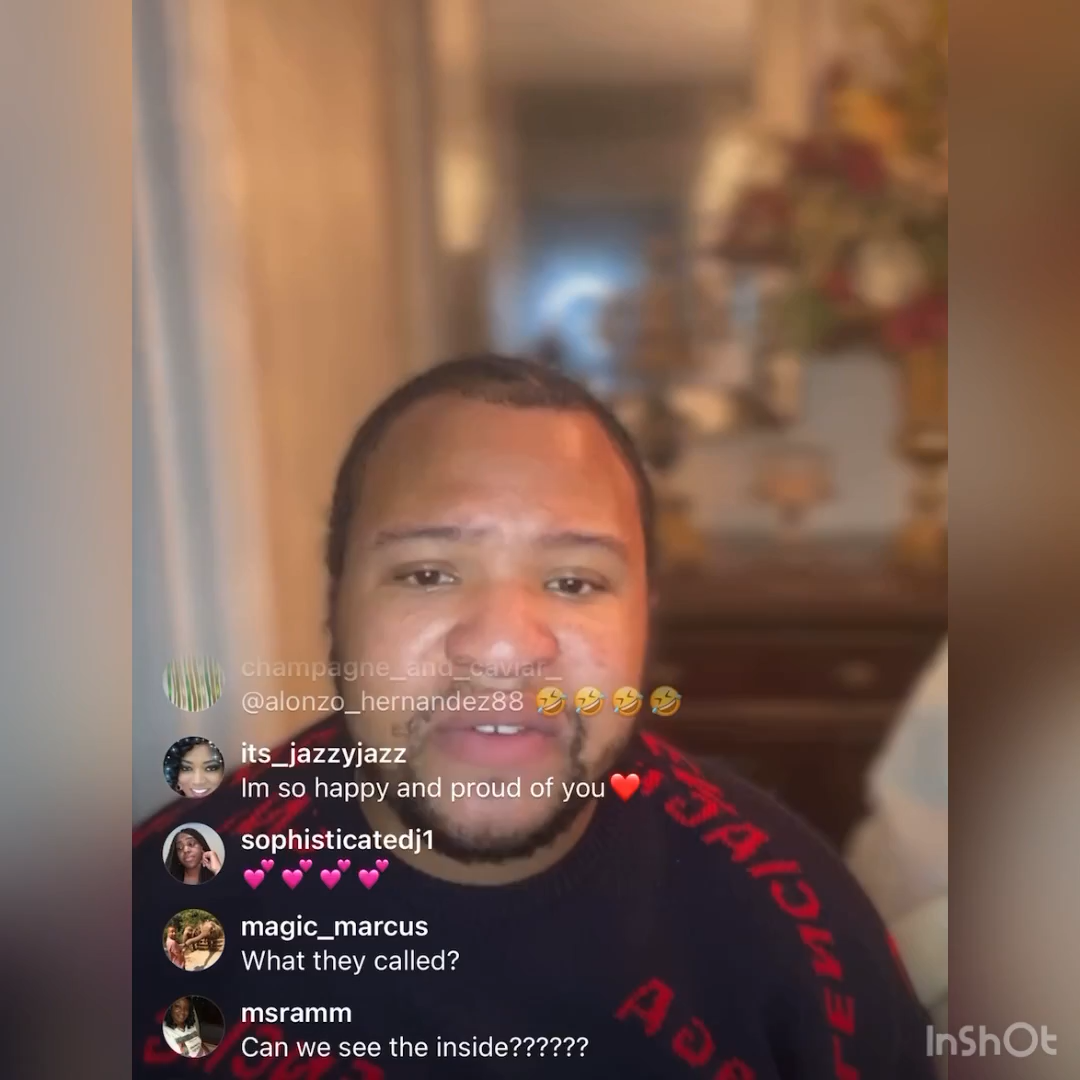 champagne_and_caviar_
@alonzo_hernandez88 🤣🤣🤣🤣
its_jazzyjazz
Im so happy and proud of you❤️
sophisticatedj1
💕💕💕💕
magic_marcus
What they called?
msramm
Can we see the inside??????
InShOt